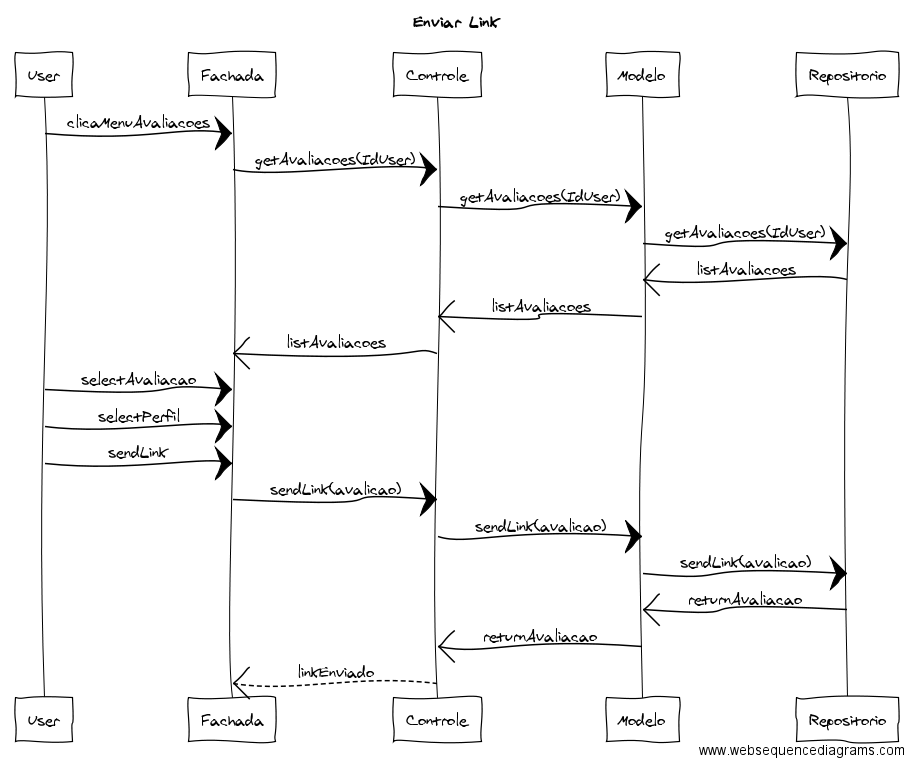 Enviar Link
User Fachada Controle Modelo Repositorio
clicaMenuAvaliacoes
getAvaliacoes(IdUser)
getAvaliacoes(IdUser)
getAvaliacoes(IdUser)
listAvaliacoes
listAvaliacoes
listAvaliacoes
selectAvaliacao
selectPerfil
sendLink
sendLink(avalicao)
sendLink(avalicao)
sendLink(avalicao)
returnAvaliacao
returnAvaliacao
linkEnviado
User Fachada Controle Modelo Repositorio
www.websequencediagrams.com